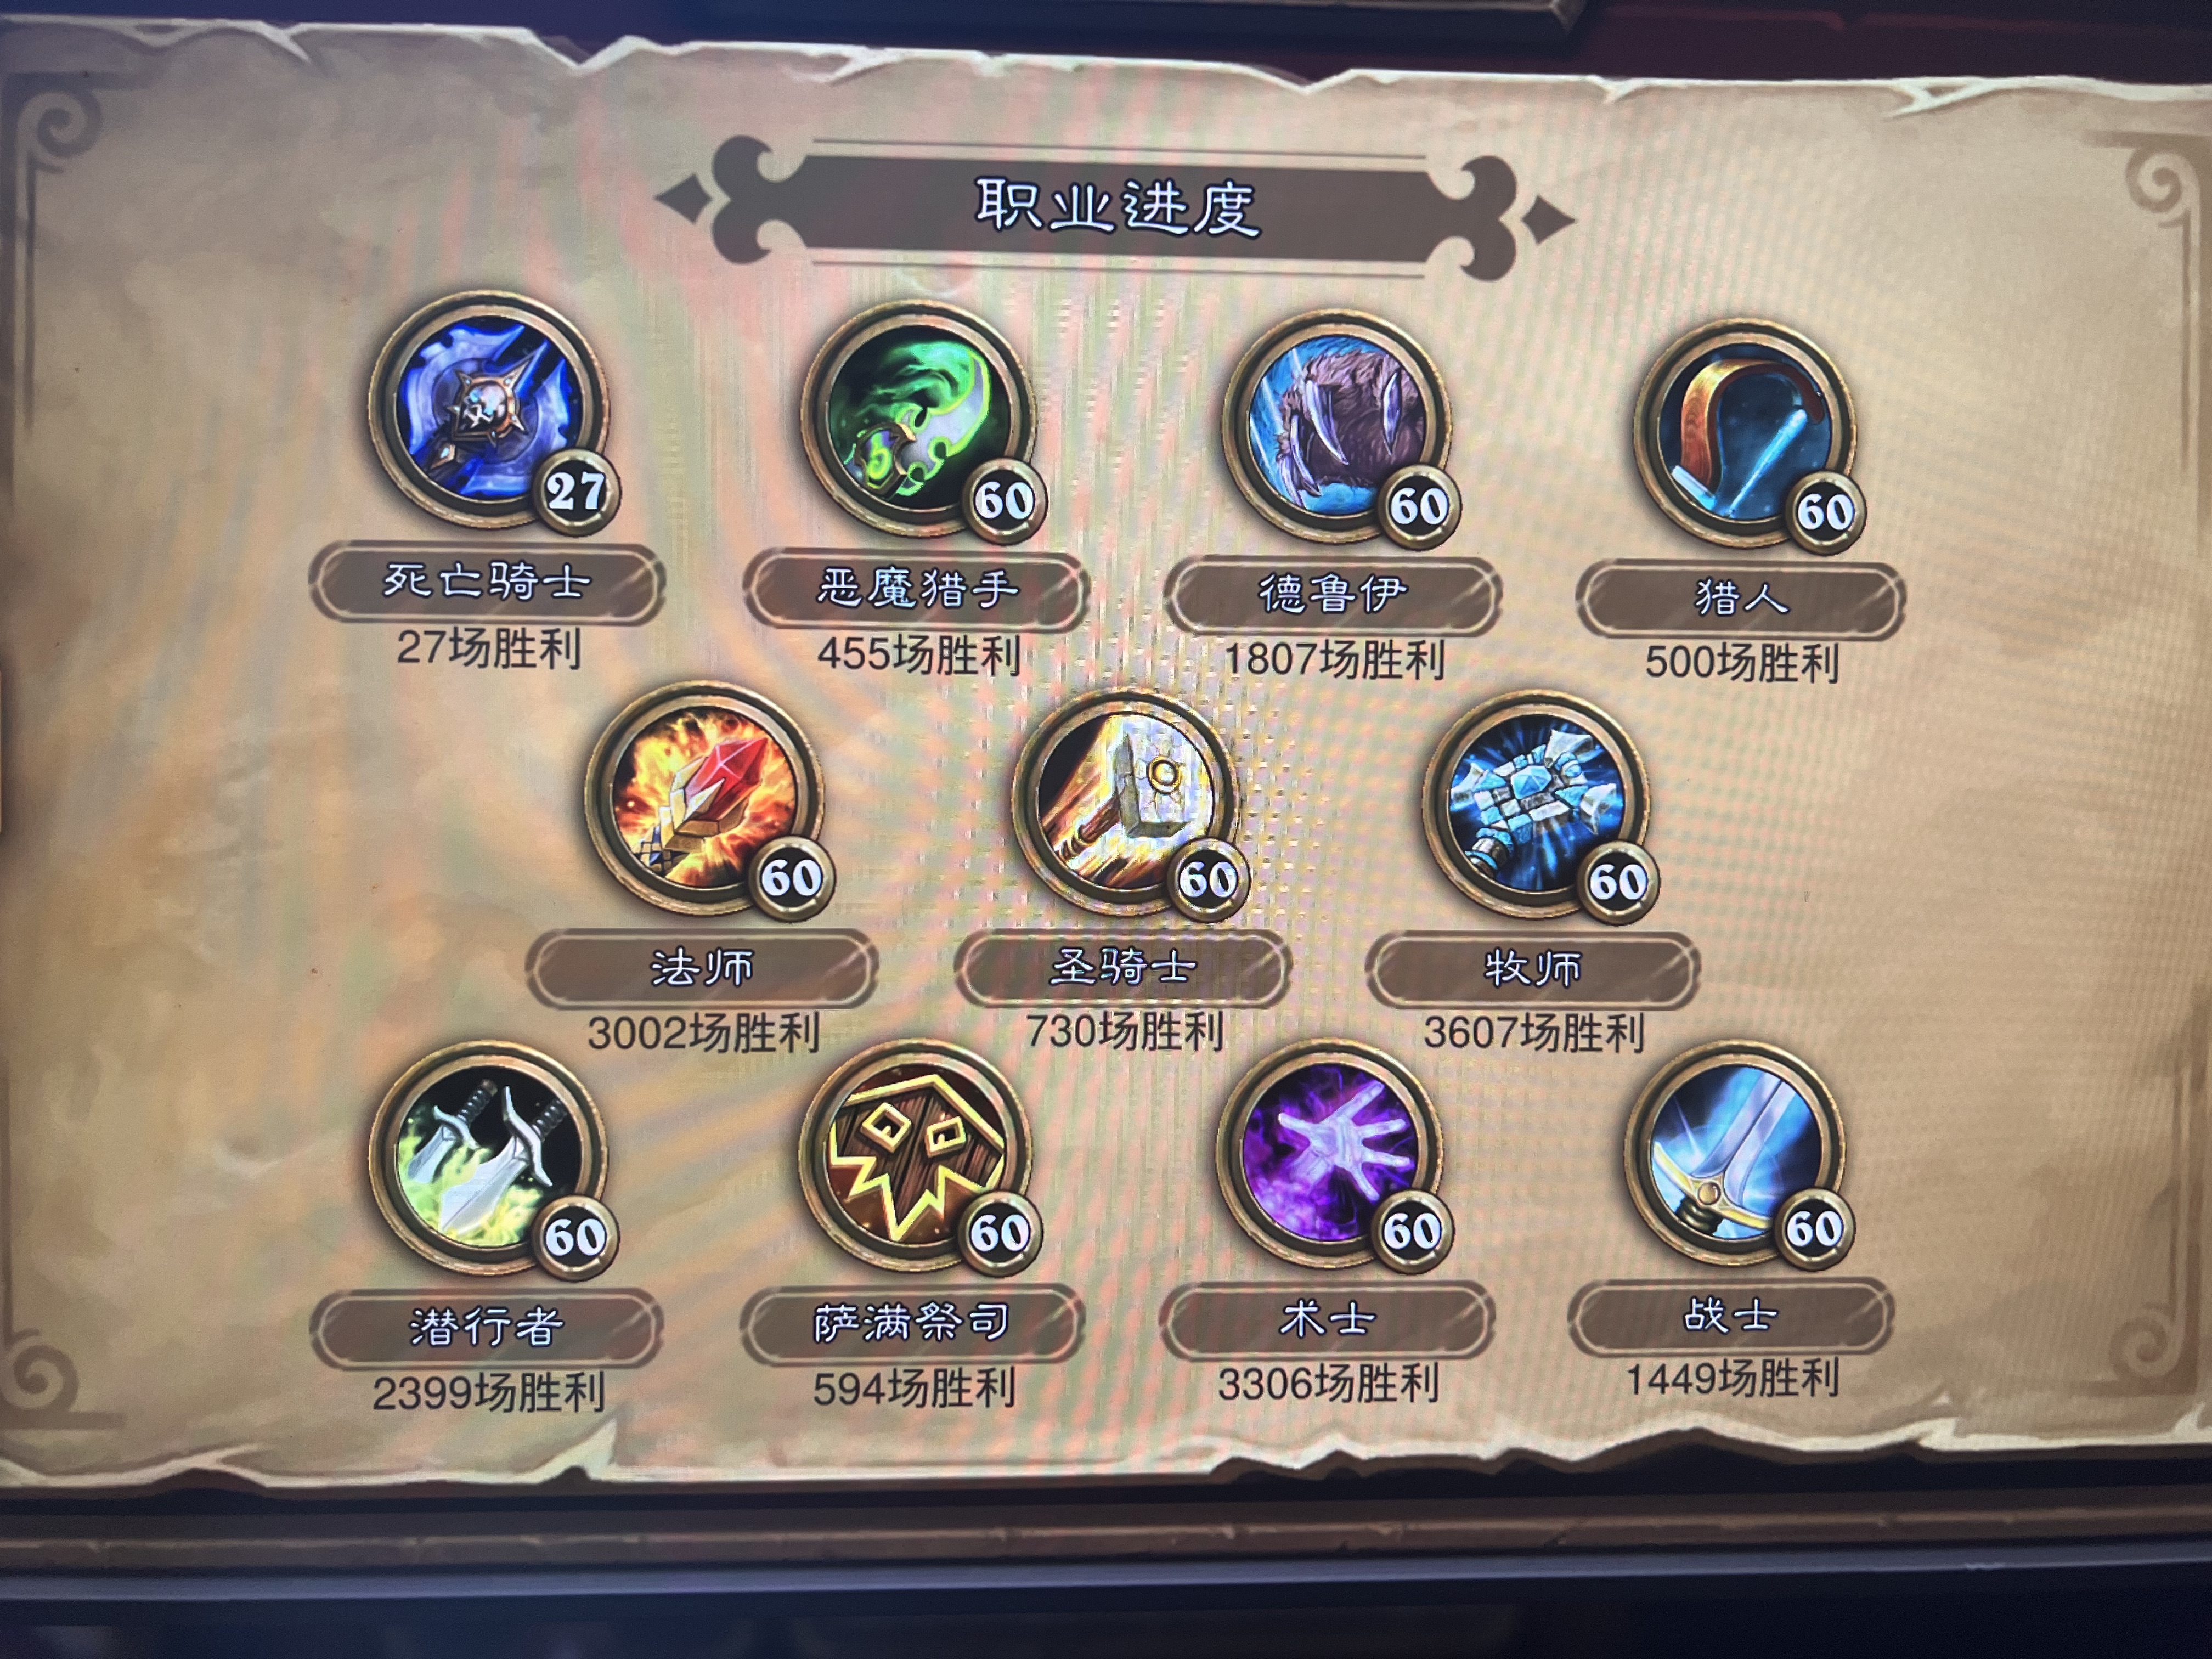 职业进度
27
60
60
60
死亡骑士
恶魔猎手
德鲁伊
猎人
27场胜利
455场胜利
1807场胜利
500场胜利
60
60
60
法师
圣骑士
牧师
3002场胜利
730场胜利
3607场胜利
60
60
60
60
潜行者
萨满祭司
术士
战士
2399场胜利
594场胜利
3306场胜利
1449场胜利